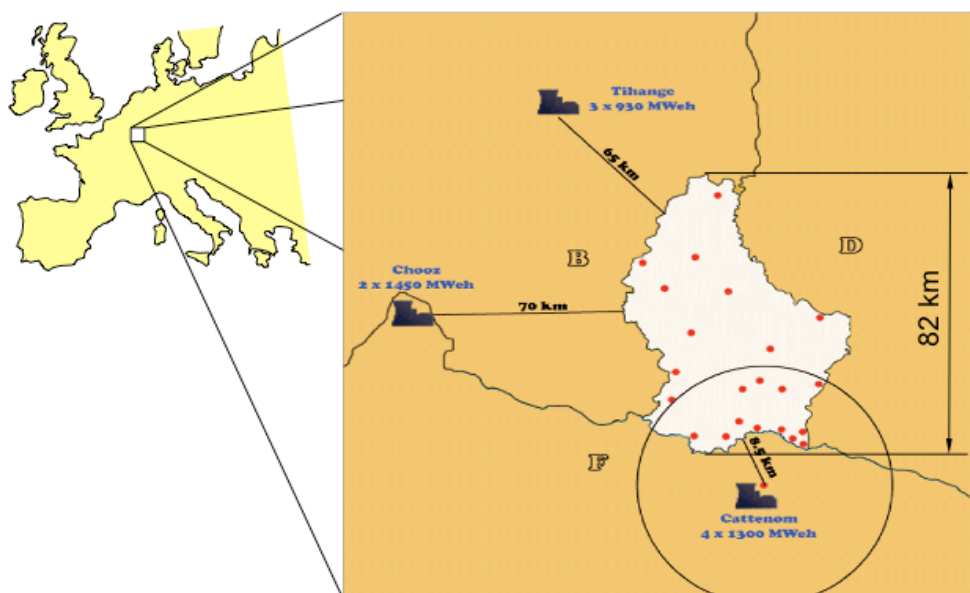 Tihange
3 x 930 MWeh
65 km
B
D
Chooz
2 x 1450 MWeh
70 km
82 km
F
8.5 km
Cattenom
4 x 1300 MWeh